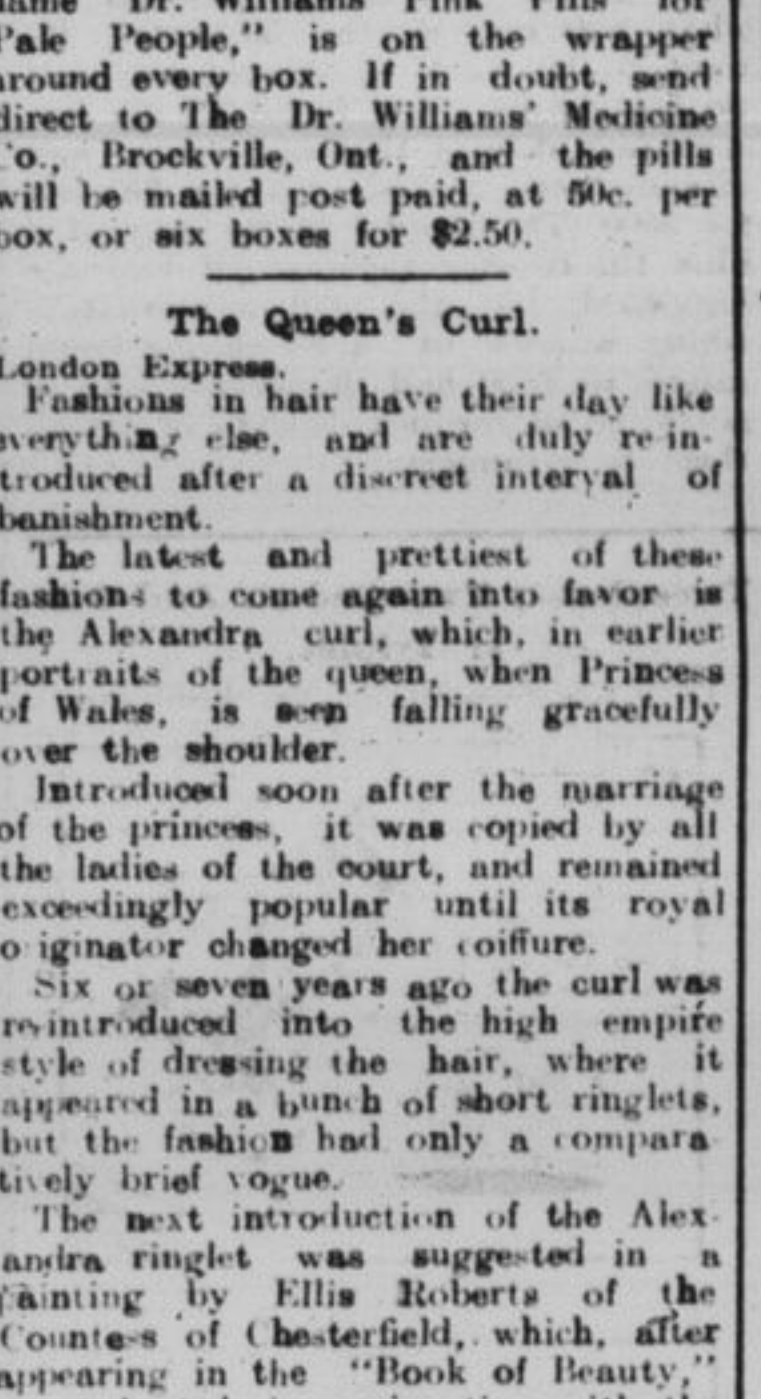 name "Dr. Williams' Pink Pills for
Pale People," is on the wrapper
around every box. If in doubt, send
direct to The Dr. Williams' Medicine
Co., Brockville, Ont., and the pills
will be mailed post paid, at 50c. per
box, or six boxes for $2.50.
The Queen's Curl.
London Express.
Fashions in hair have their day like
everything else, and are duly re-in-
troduced after a discreet interval of
banishment.
The latest and prettiest of these
fashions to come again into favor is
the Alexandra curl, which, in earlier
portraits of the queen, when Princess
of Wales, is seen falling gracefully
over the shoulder.
Introduced soon after the marriage
of the princess, it was copied by all
the ladies of the court, and remained
exceedingly popular until its royal
originator changed her coiffure.
Six or seven years ago the curl was
re-introduced into the high empire
style of dressing the hair, where it
appeared in a bunch of short ringlets,
but the fashion had only a compara-
tively brief vogue.
The next introduction of the Alex-
andra ringlet was suggested in a
painting by Ellis Roberts of the
Countess of Chesterfield, which, after
appearing in the "Book of Beauty,"